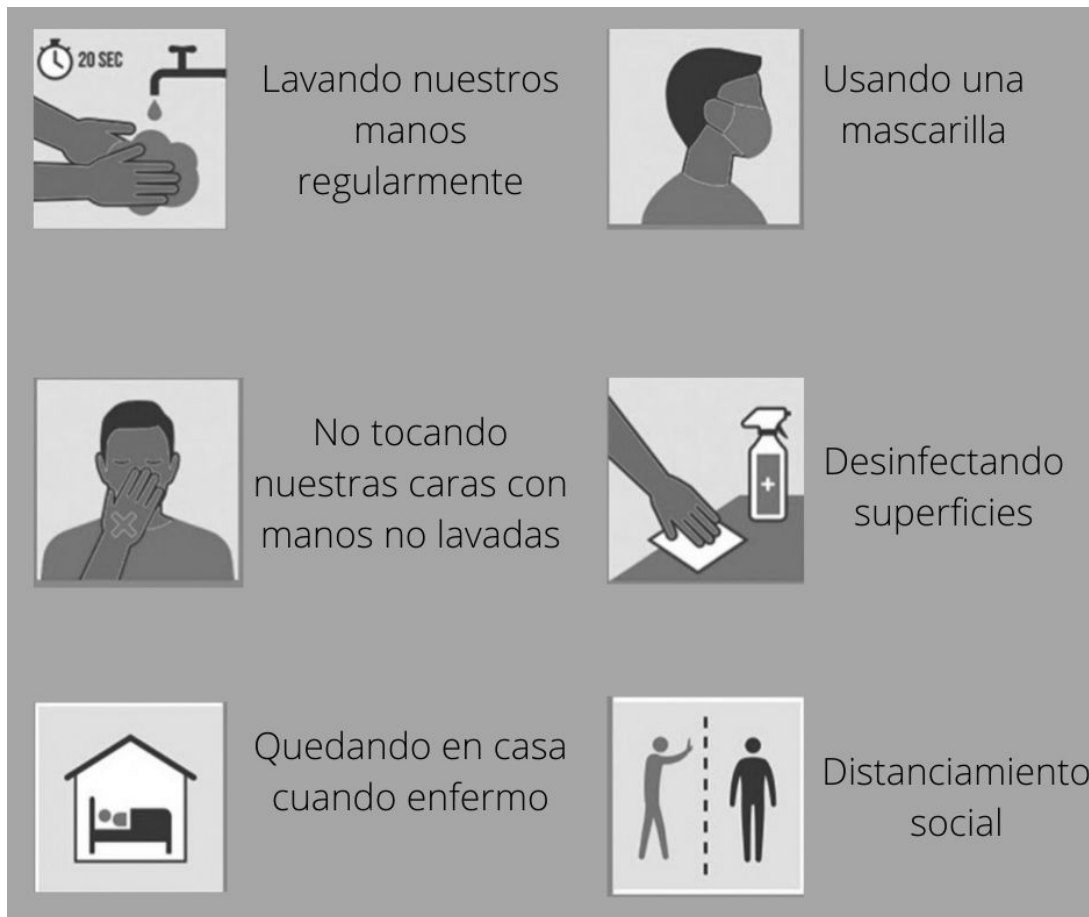 20 SEC
Lavando nuestros
manos
regularmente
Usando una
mascarilla
No tocando
nuestras caras con
manos no lavadas
Desinfectando
superficies
Quedando en casa
cuando enfermo
Distanciamiento
social